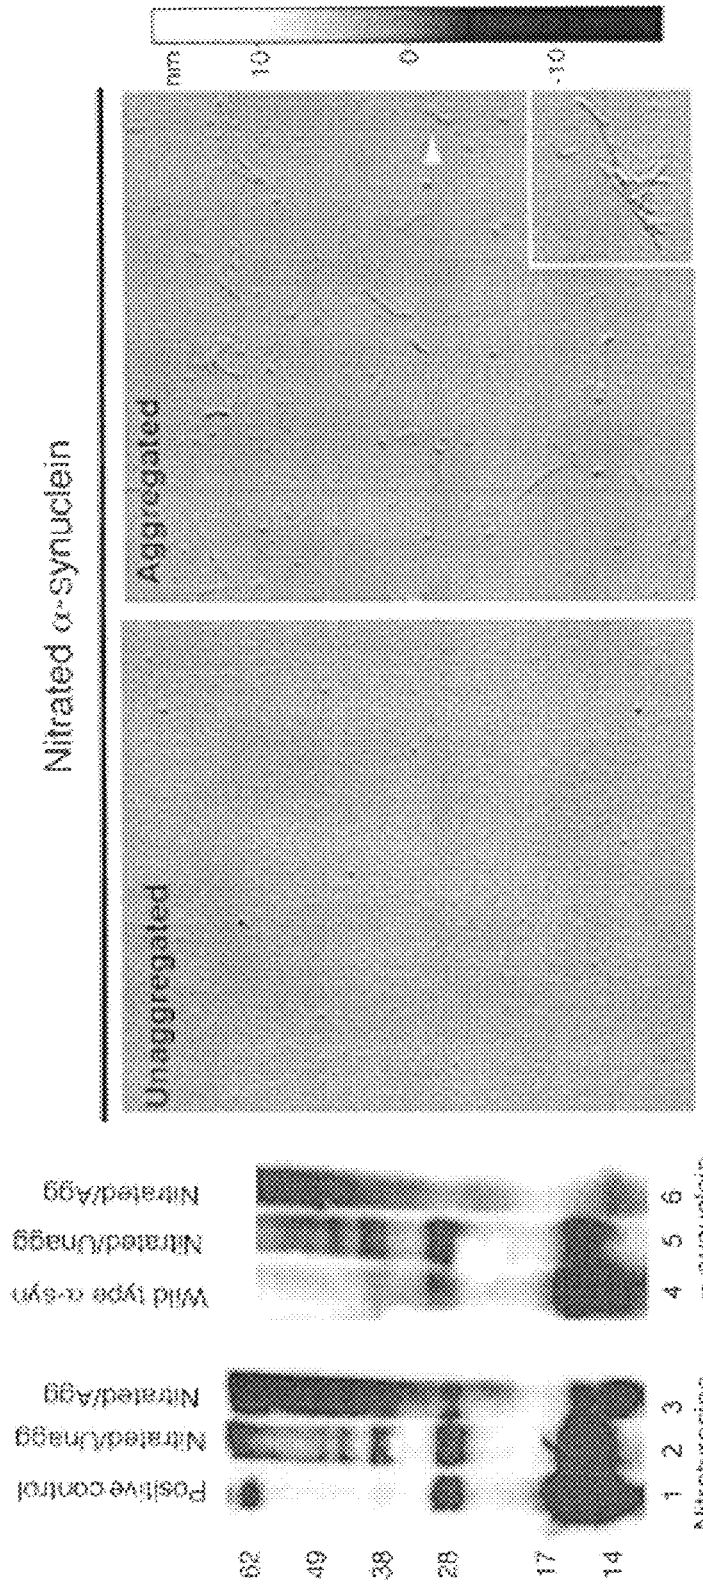 Positive control
Nitrated/Unagg
Nitrated/Agg
Wild type α-syn
Nitrated/Unagg
Nitrated/Agg
62
49
38
28
17
14
1 2 3
4 5 6
Nitrated α-synuclein
Unaggregated
Aggregated
nm
10
0
-10